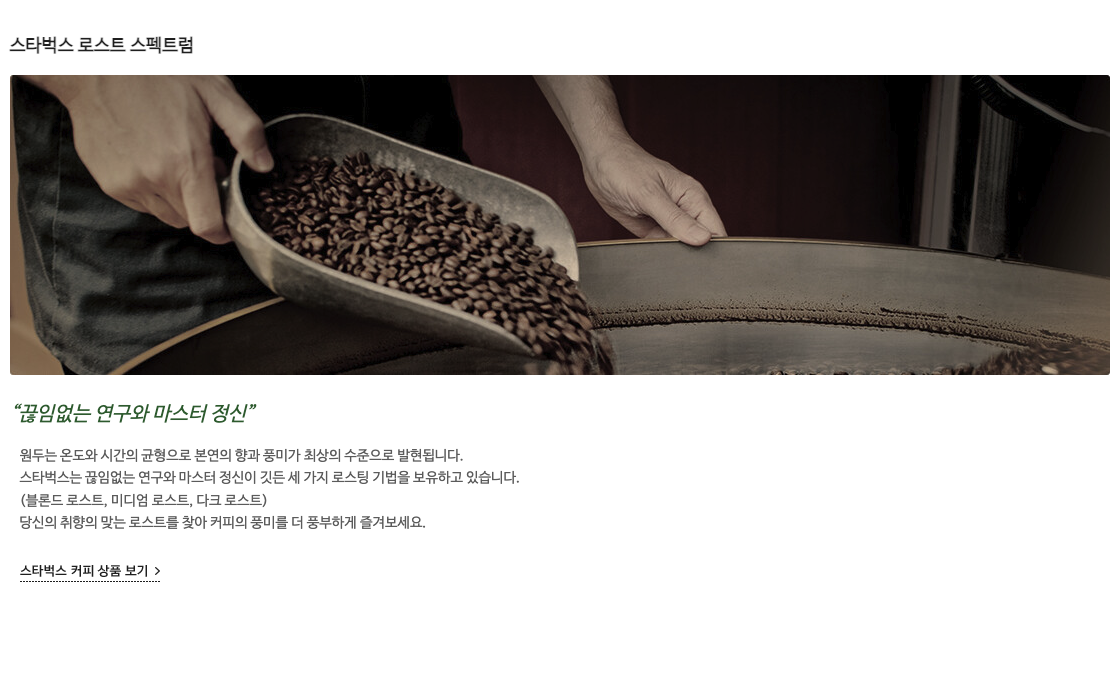 스타벅스 로스트 스펙트럼
“끊임없는 연구와 마스터 정신”
원두는 온도와 시간의 균형으로 본연의 향과 풍미가 최상의 수준으로 발현됩니다.
스타벅스는 끊임없는 연구와 마스터 정신이 깃든 세 가지 로스팅 기법을 보유하고 있습니다.
(블론드 로스트, 미디엄 로스트, 다크 로스트)
당신의 취향의 맞는 로스트를 찾아 커피의 풍미를 더 풍부하게 즐겨보세요.
스타벅스 커피 상품 보기 >